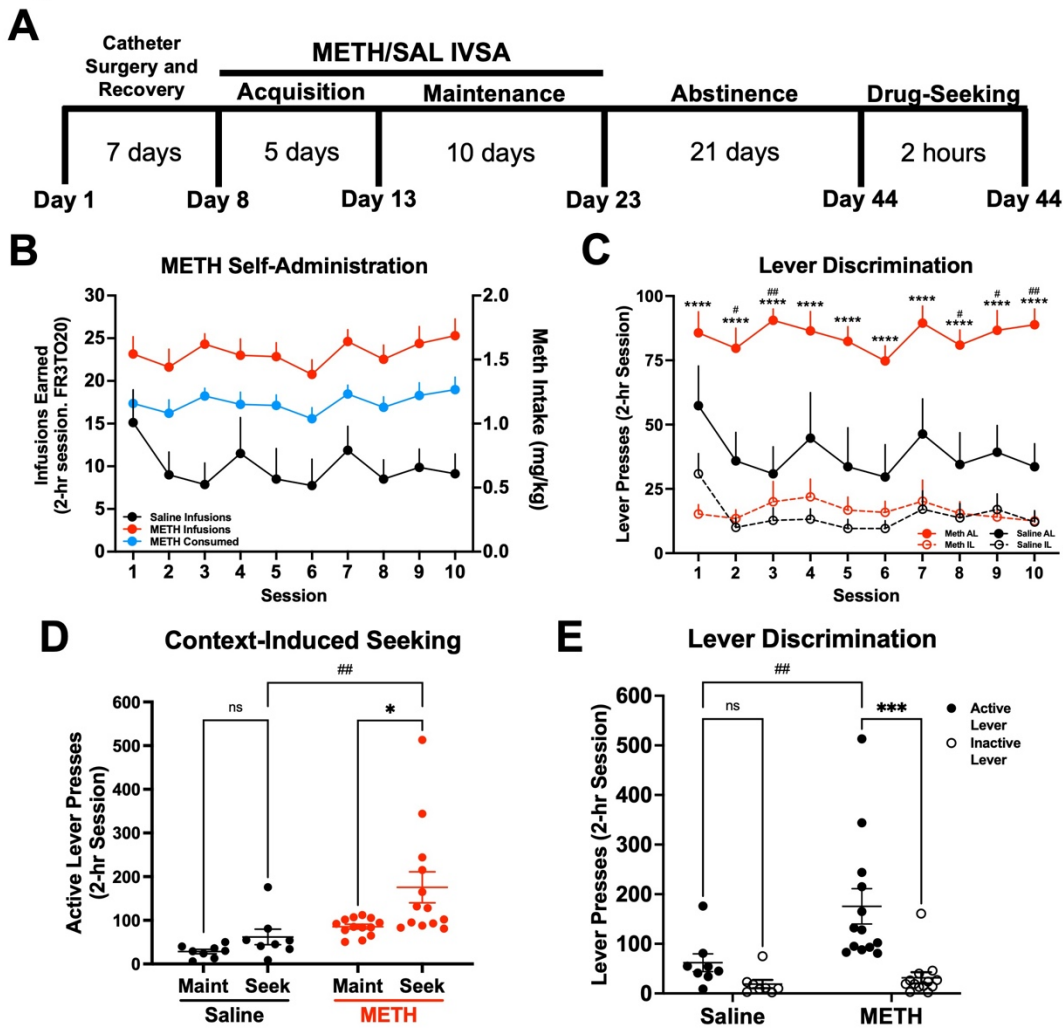 A
Catheter
Surgery and
Recovery
METH/SAL IVSA
Acquisition
Maintenance
Abstinence
Drug-Seeking
7 days
5 days
10 days
21 days
2 hours
Day 1
Day 8
Day 13
Day 23
Day 44
Day 44
B
METH Self-Administration
Infusions Earned
(2-hr session. FR3TO20)
30
25
20
15
10
5
0
Saline Infusions
METH Infusions
METH Consumed
2.0
1.5
1.0
0.5
0.0
Meth Intake (mg/kg)
1 2 3 4 5 6 7 8 9 10
Session
C
Lever Discrimination
Lever Presses (2-hr Session)
100
75
50
25
0
# ## # # ##
**** **** **** **** **** **** **** **** **** ****
Meth AL
Meth IL
Saline AL
Saline IL
1 2 3 4 5 6 7 8 9 10
Session
D
Context-Induced Seeking
Active Lever Presses
(2-hr Session)
600
500
400
300
200
100
0
##
ns
*
Maint Seek Maint Seek
Saline METH
E
Lever Discrimination
Lever Presses (2-hr Session)
600
500
400
300
200
100
0
##
ns
***
Active
Lever
Inactive
Lever
Saline METH